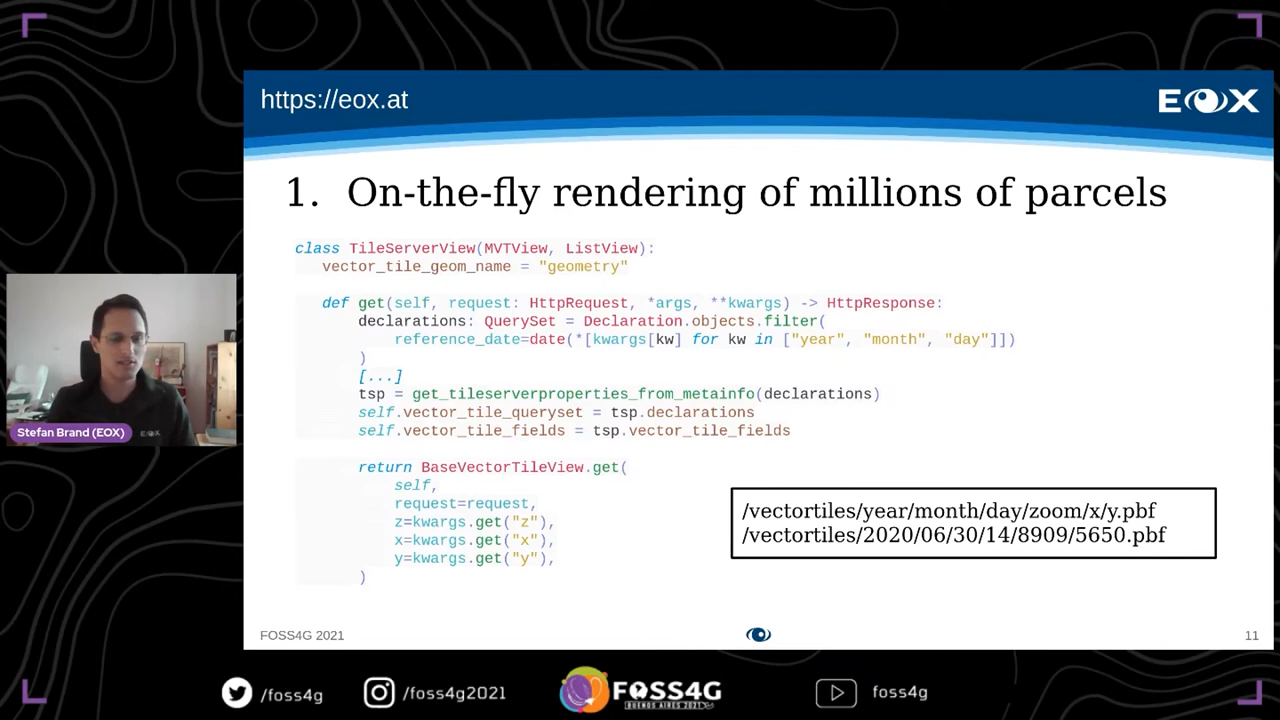 https://eox.at
EOX
1. On-the-fly rendering of millions of parcels
class TileServerView(MVTView, ListView):
    vector_tile_geom_name = "geometry"
    def get(self, request: HttpRequest, *args, **kwargs) -> HttpResponse:
        declarations: QuerySet = Declaration.objects.filter(
            reference_date=date(*[kwargs[kw] for kw in ["year", "month", "day"]])
        )
        [...]
        tsp = get_tileserverproperties_from_metainfo(declarations)
        self.vector_tile_queryset = tsp.declarations
        self.vector_tile_fields = tsp.vector_tile_fields
        return BaseVectorTileView.get(
            self,
            request=request,
            z=kwargs.get("z"),
            x=kwargs.get("x"),
            y=kwargs.get("y"),
        )
/vectortiles/year/month/day/zoom/x/y.pbf
/vectortiles/2020/06/30/14/8909/5650.pbf
Stefan Brand (EOX)
EOX
FOSS4G 2021
11
/foss4g
/foss4g2021
FOSS4G
BUENOS AIRES 2021
foss4g